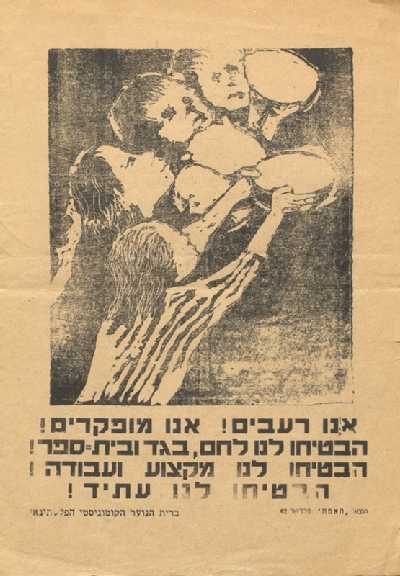 אנו רעבים! אנו מופקרים!
הבטיחו לנו לחם, בגד ובית-ספר!
הבטיחו לנו מקצוע ועבודה!
הבטיחו לנו עתיד!
ברית הנוער הקומוניסטי הפלשתינאי